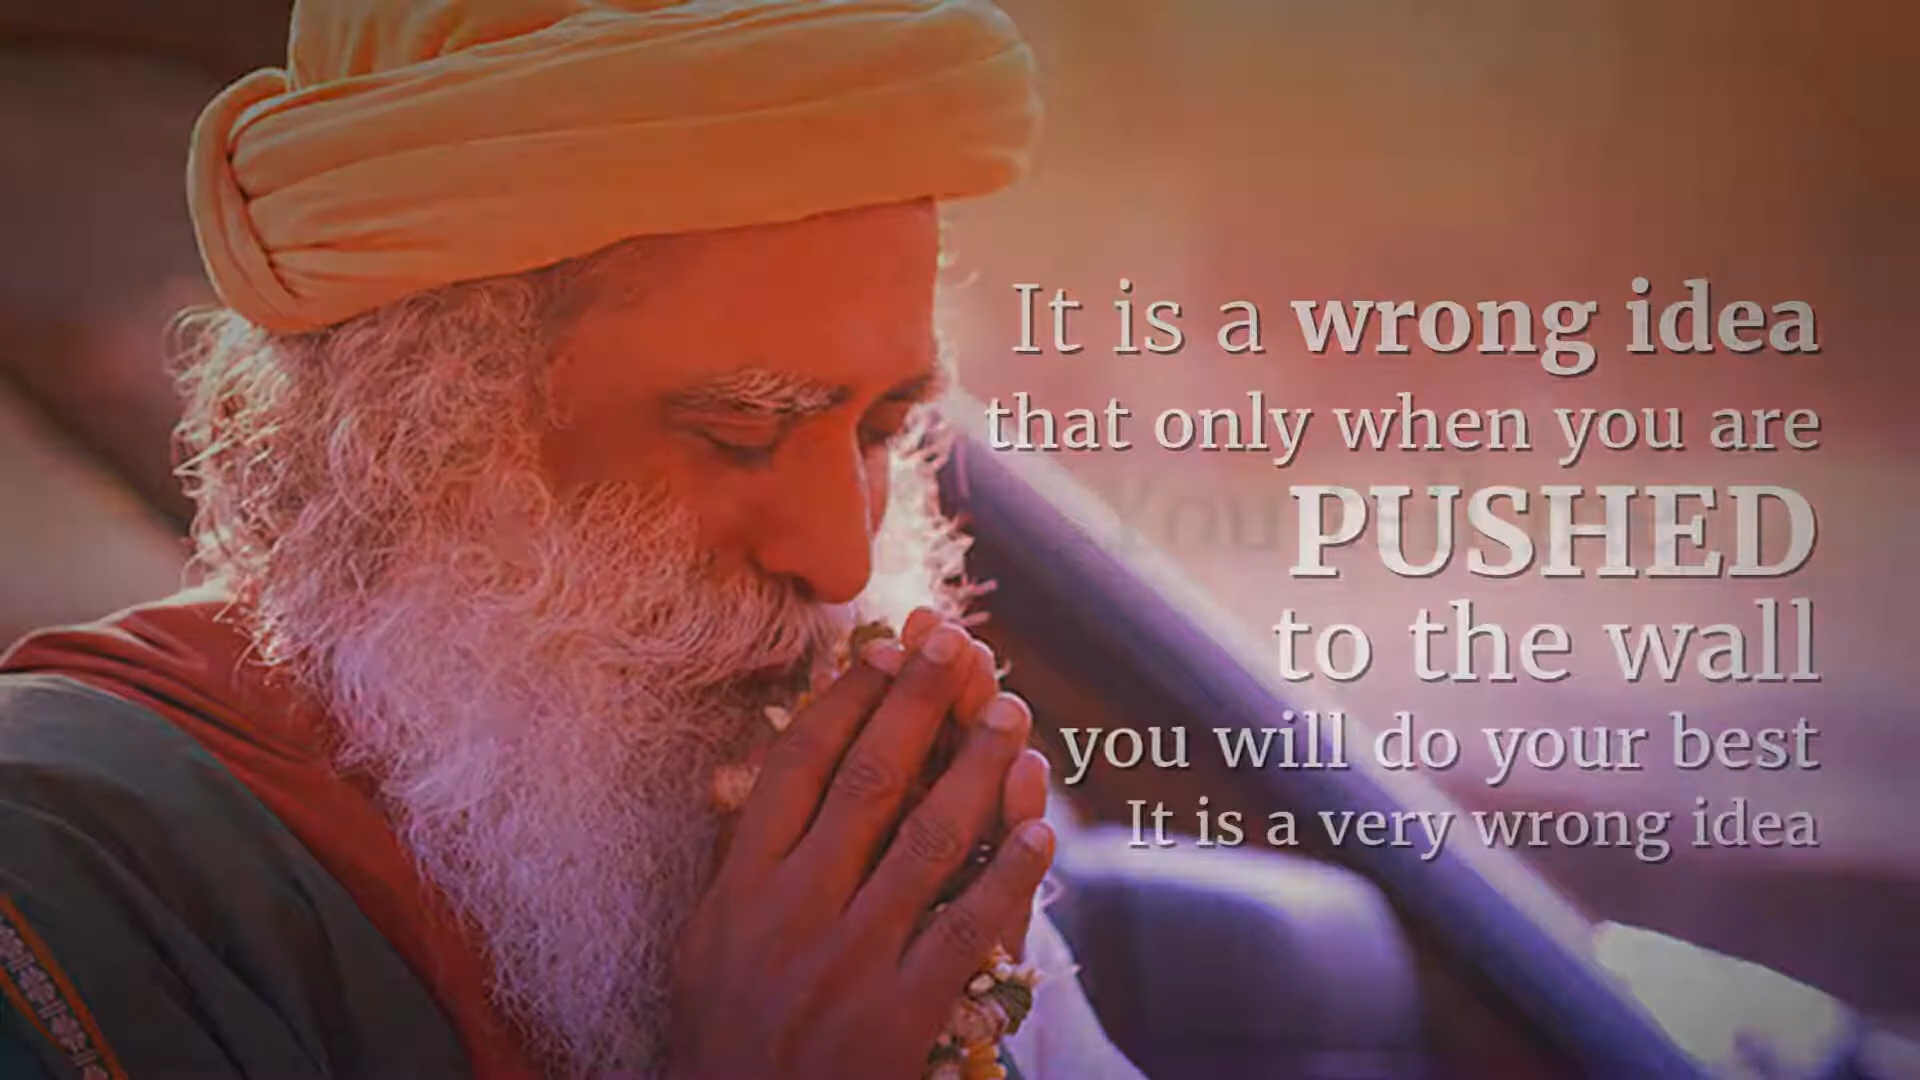 It is a wrong idea
that only when you are
PUSHED
to the wall
you will do your best
It is a very wrong idea